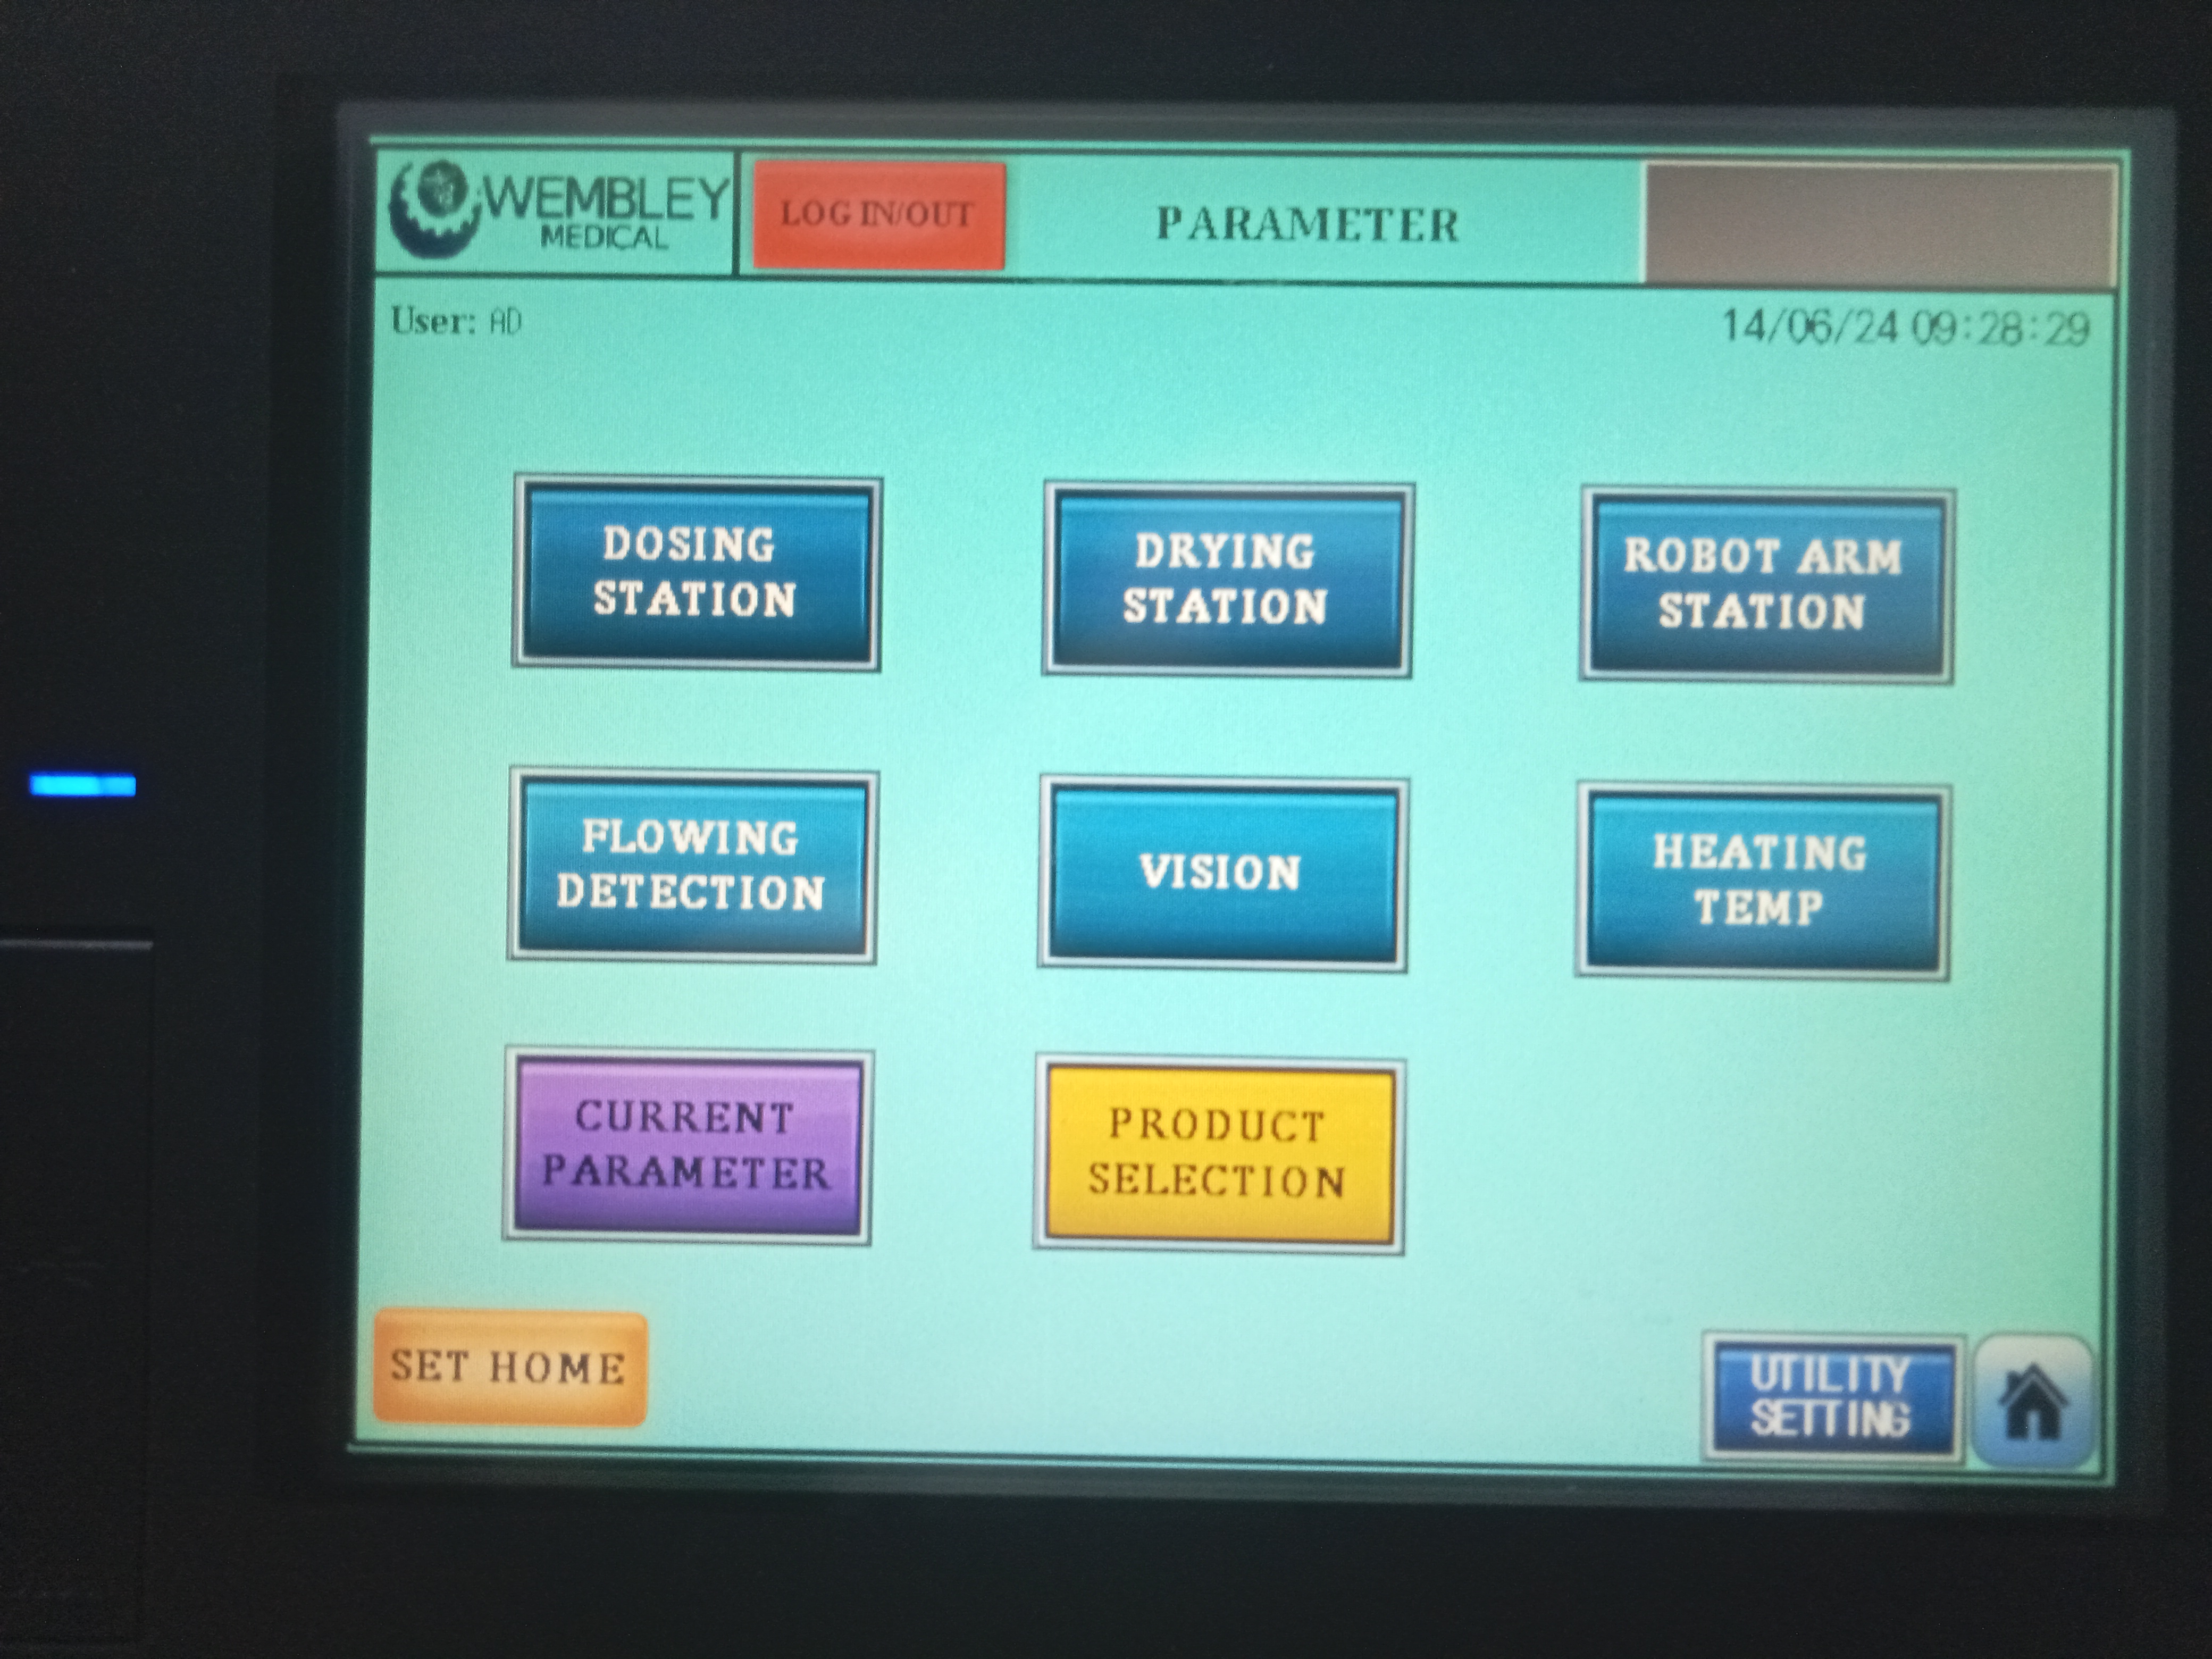 WEMBLEY
MEDICAL
LOG IN/OUT
PARAMETER
User: AD
14/06/24 09:28:29
DOSING
STATION
DRYING
STATION
ROBOT ARM
STATION
FLOWING
DETECTION
VISION
HEATING
TEMP
CURRENT
PARAMETER
PRODUCT
SELECTION
SET HOME
UTILITY
SETTING